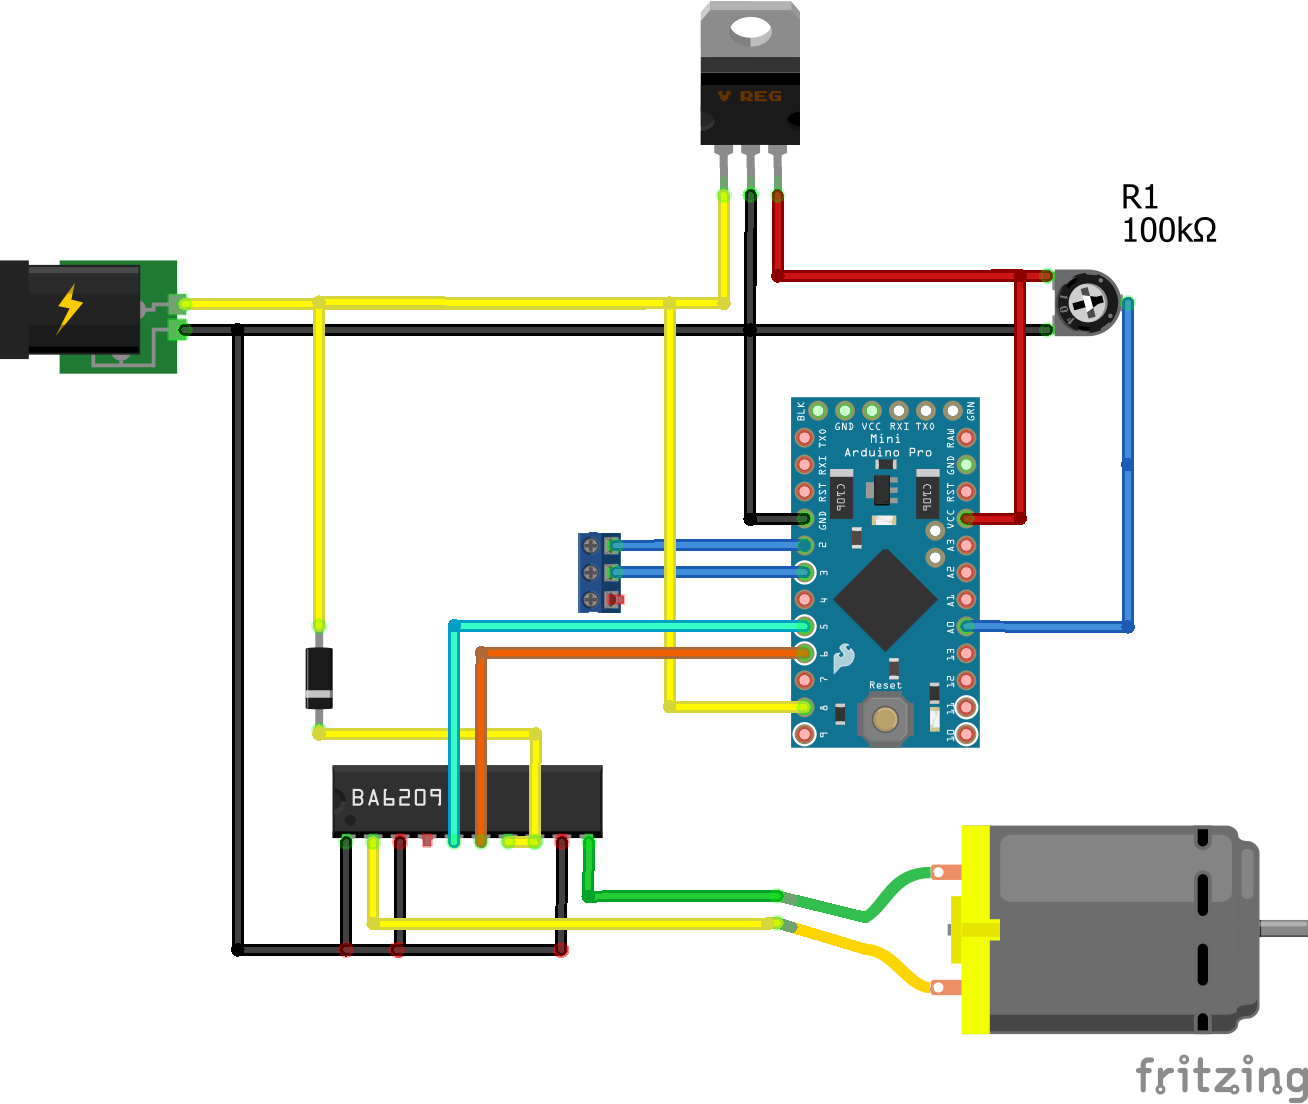 V REG
R1
100kΩ
104
BLK
GND VCC RXI TXO
GRN
Mini
Arduino Pro
TXO
RXI
RST
GND
2
3
4
5
6
7
8
9
C106
C106
RAW
GND
RST
VCC
A3
A2
A1
A0
13
12
11
10
Reset
BA6209
fritzing